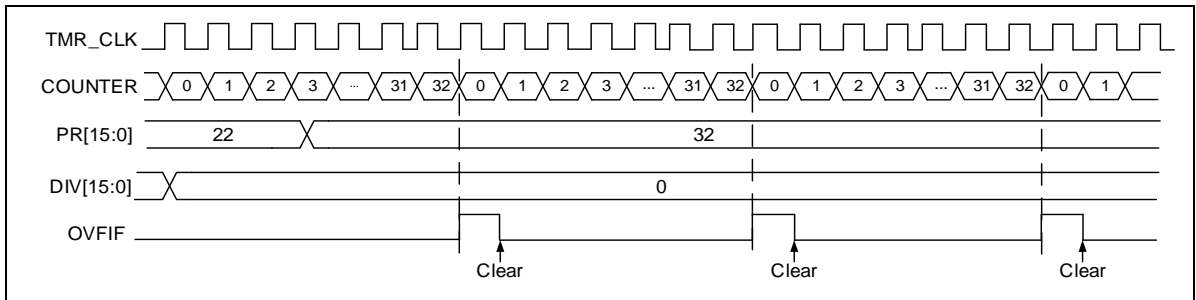 TMR_CLK
COUNTER 0 1 2 3 ... 31 32 0 1 2 3 ... 31 32 0 1 2 3 ... 31 32 0 1
PR[15:0] 22 32
DIV[15:0] 0
OVFIF
Clear Clear Clear